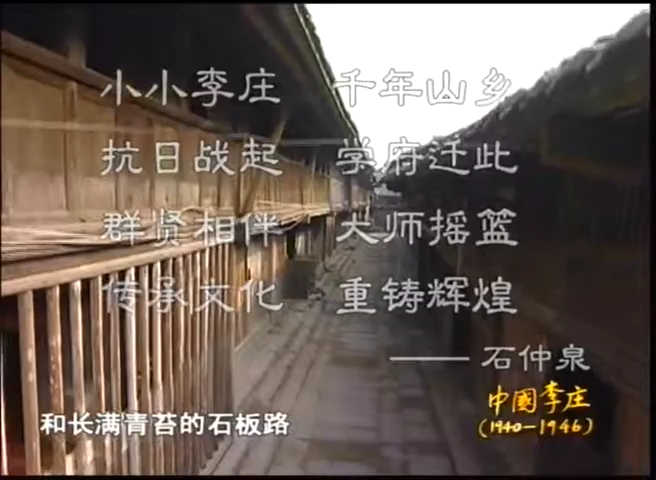 小小李庄 千年山乡
抗日战起 学府迁此
群贤相伴 大师摇篮
传承文化 重铸辉煌
——石仲泉
中國李庄
(1940-1946)
和长满青苔的石板路